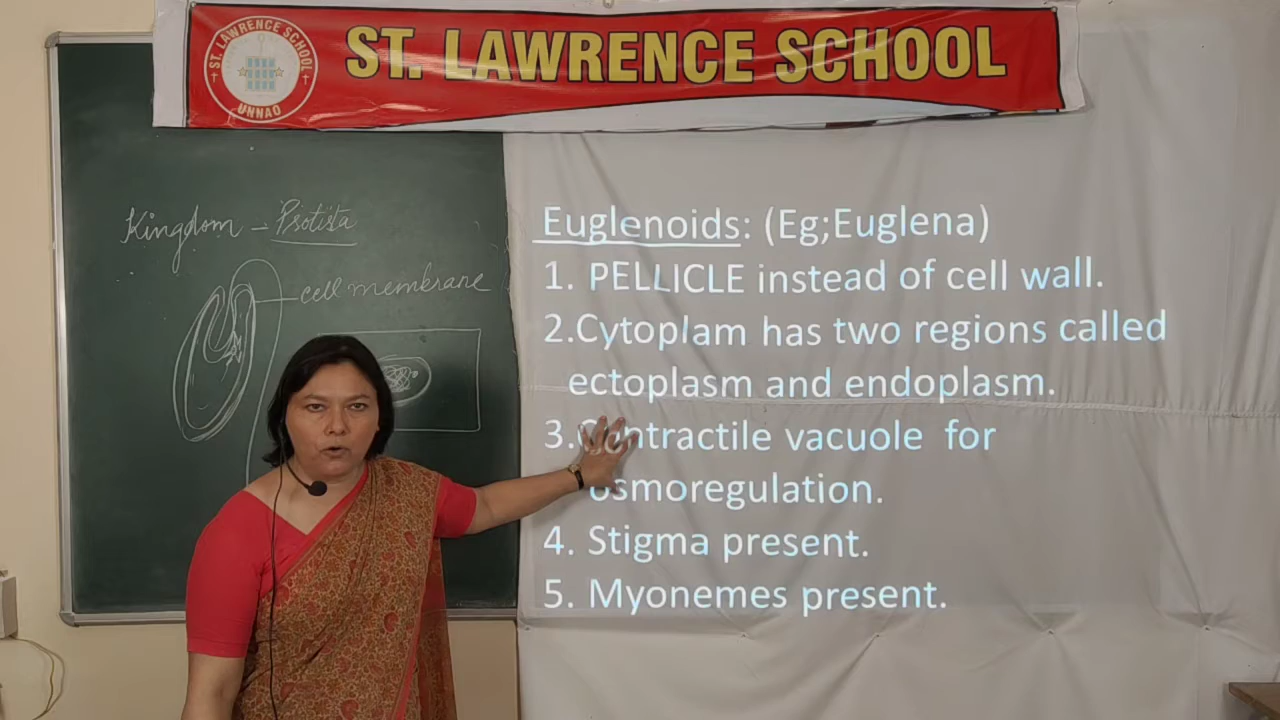 ST. LAWRENCE SCHOOL
ST. LAWRENCE SCHOOL
UNNAO
Kingdom - Protista
cell membrane
Euglenoids: (Eg;Euglena)
1. PELLICLE instead of cell wall.
2.Cytoplam has two regions called
ectoplasm and endoplasm.
3.Contractile vacuole for
osmoregulation.
4. Stigma present.
5. Myonemes present.